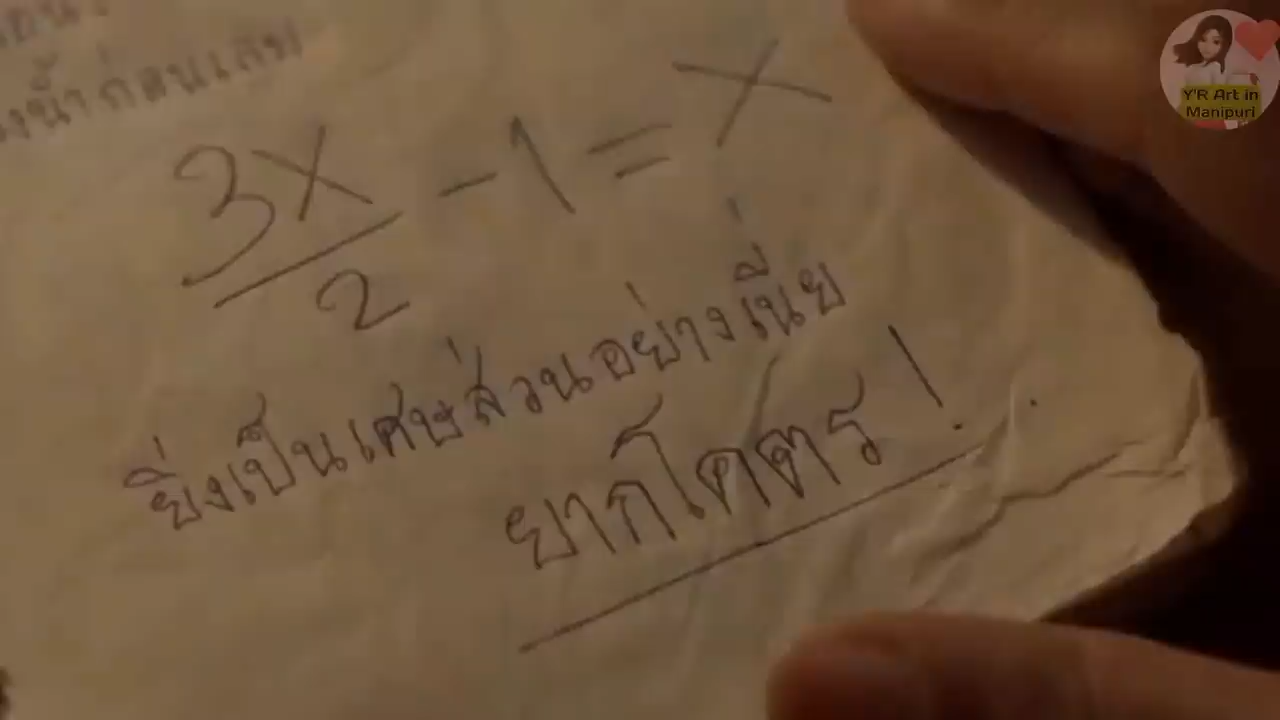 3x/2 - 1 = x
ยิ่งเป็นเศษส่วนอย่างเนี่ย
ยากโคตร!
Y'R Art in
Manipuri